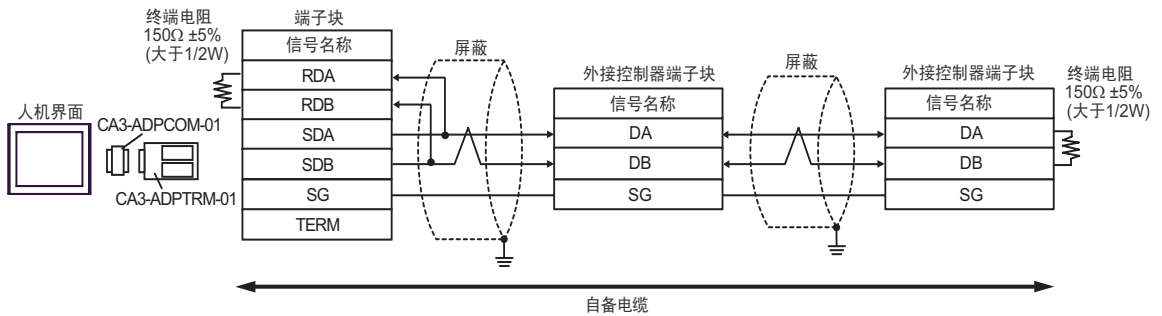 终端电阻
150Ω ±5%
(大于1/2W)
端子块
信号名称
RDA
RDB
SDA
SDB
SG
TERM
人机界面
CA3-ADPCOM-01
CA3-ADPTRM-01
屏蔽
外接控制器端子块
信号名称
DA
DB
SG
屏蔽
外接控制器端子块
信号名称
DA
DB
SG
终端电阻
150Ω ±5%
(大于1/2W)
自备电缆